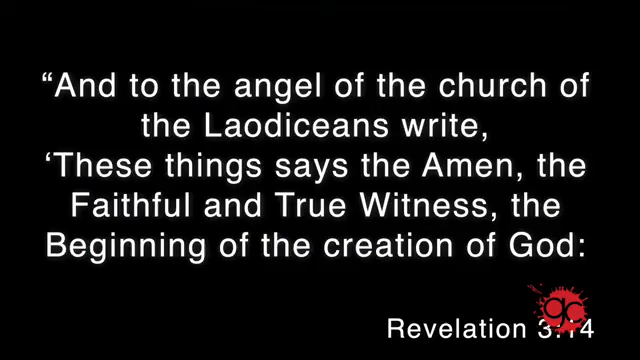 “And to the angel of the church of
the Laodiceans write,
‘These things says the Amen, the
Faithful and True Witness, the
Beginning of the creation of God:
gc
Revelation 3:14